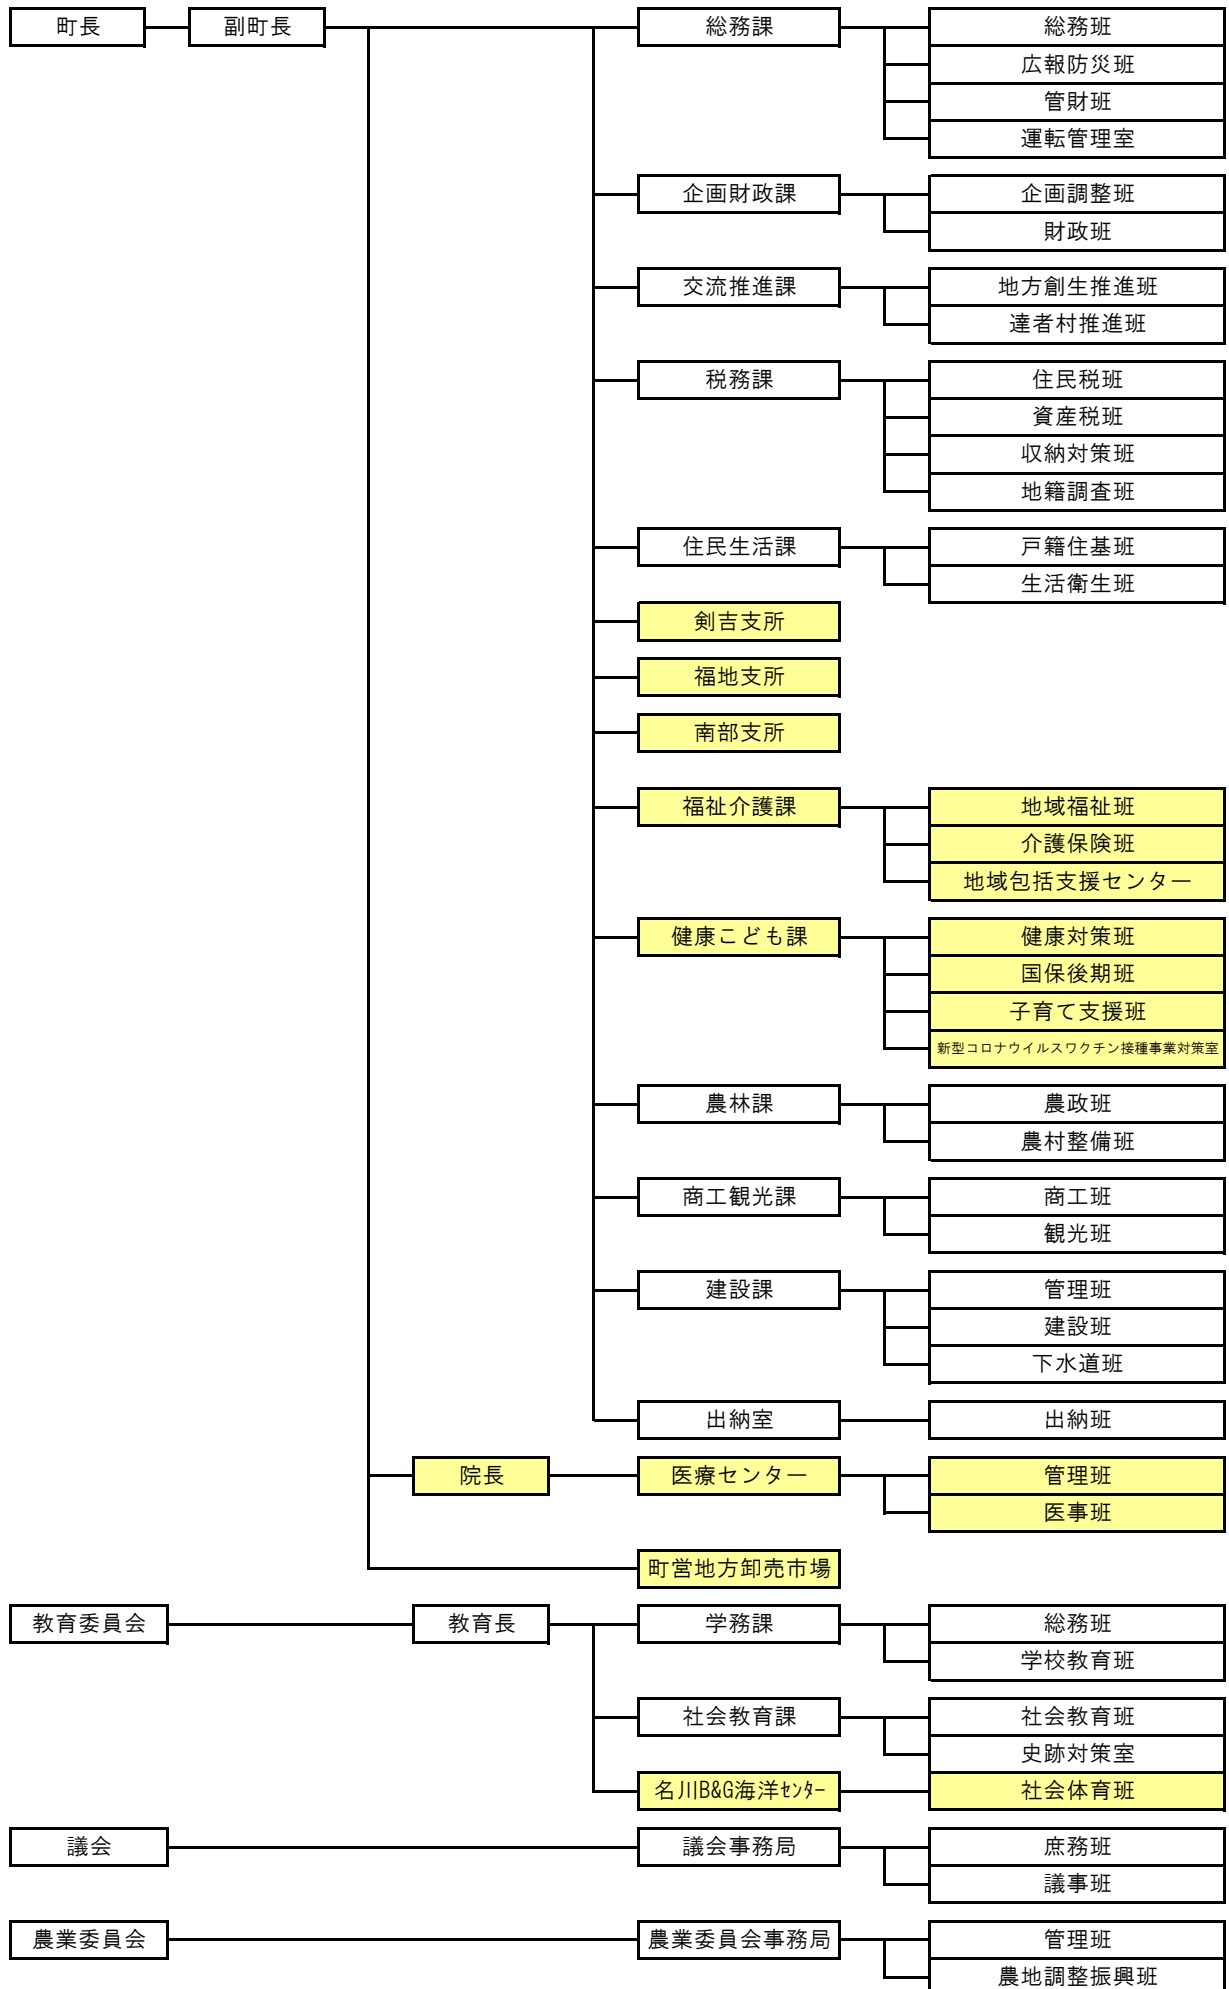 町長 副町長 総務課 総務班
広報防災班
管財班
運転管理室
企画財政課 企画調整班
財政班
交流推進課 地方創生推進班
達者村推進班
税務課 住民税班
資産税班
収納対策班
地籍調査班
住民生活課 戸籍住基班
生活衛生班
剣吉支所
福地支所
南部支所
福祉介護課 地域福祉班
介護保険班
地域包括支援センター
健康こども課 健康対策班
国保後期班
子育て支援班
新型コロナウイルスワクチン接種事業対策室
農林課 農政班
農村整備班
商工観光課 商工班
観光班
建設課 管理班
建設班
下水道班
出納室 出納班
院長 医療センター 管理班
医事班
町営地方卸売市場
教育委員会 教育長 学務課 総務班
学校教育班
社会教育課 社会教育班
史跡対策室
名川B&G海洋ｾﾝﾀｰ 社会体育班
議会 議会事務局 庶務班
議事班
農業委員会 農業委員会事務局 管理班
農地調整振興班